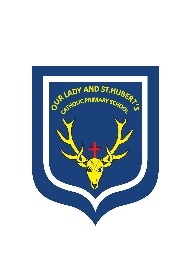 OUR LADY AND ST.HUBERT'S
CATHOLIC PRIMARY SCHOOL